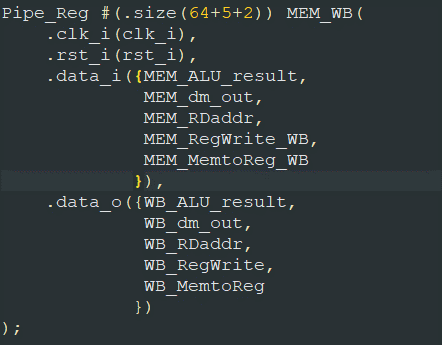 Pipe_Reg #(.size(64+5+2)) MEM_WB(
    .clk_i(clk_i),
    .rst_i(rst_i),
    .data_i({MEM_ALU_result,
             MEM_dm_out,
             MEM_RDaddr,
             MEM_RegWrite_WB,
             MEM_MemtoReg_WB
            }),
    .data_o({WB_ALU_result,
             WB_dm_out,
             WB_RDaddr,
             WB_RegWrite,
             WB_MemtoReg
            })
);